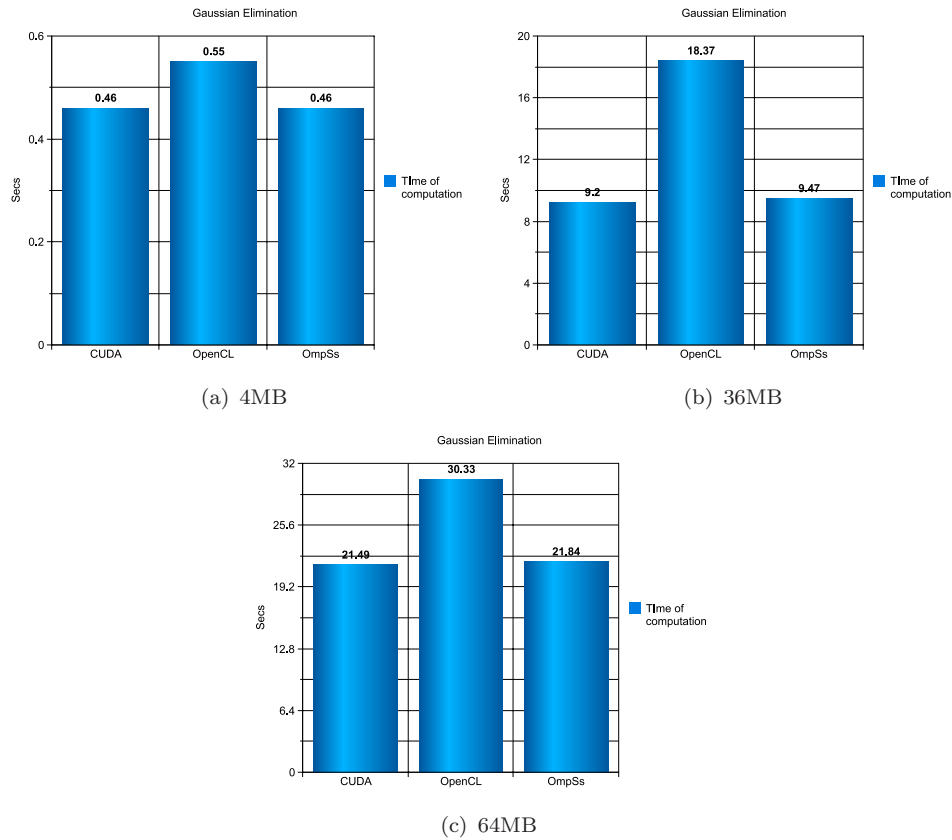 Gaussian Elimination
0.6
0.4
0.2
0
Secs
0.46
0.55
0.46
CUDA
OpenCL
OmpSs
Time of
computation
(a) 4MB
Gaussian Elimination
20
16
12
8
4
0
Secs
9.2
18.37
9.47
CUDA
OpenCL
OmpSs
Time of
computation
(b) 36MB
Gaussian Elimination
32
25.6
19.2
12.8
6.4
0
Secs
21.49
30.33
21.84
CUDA
OpenCL
OmpSs
Time of
computation
(c) 64MB